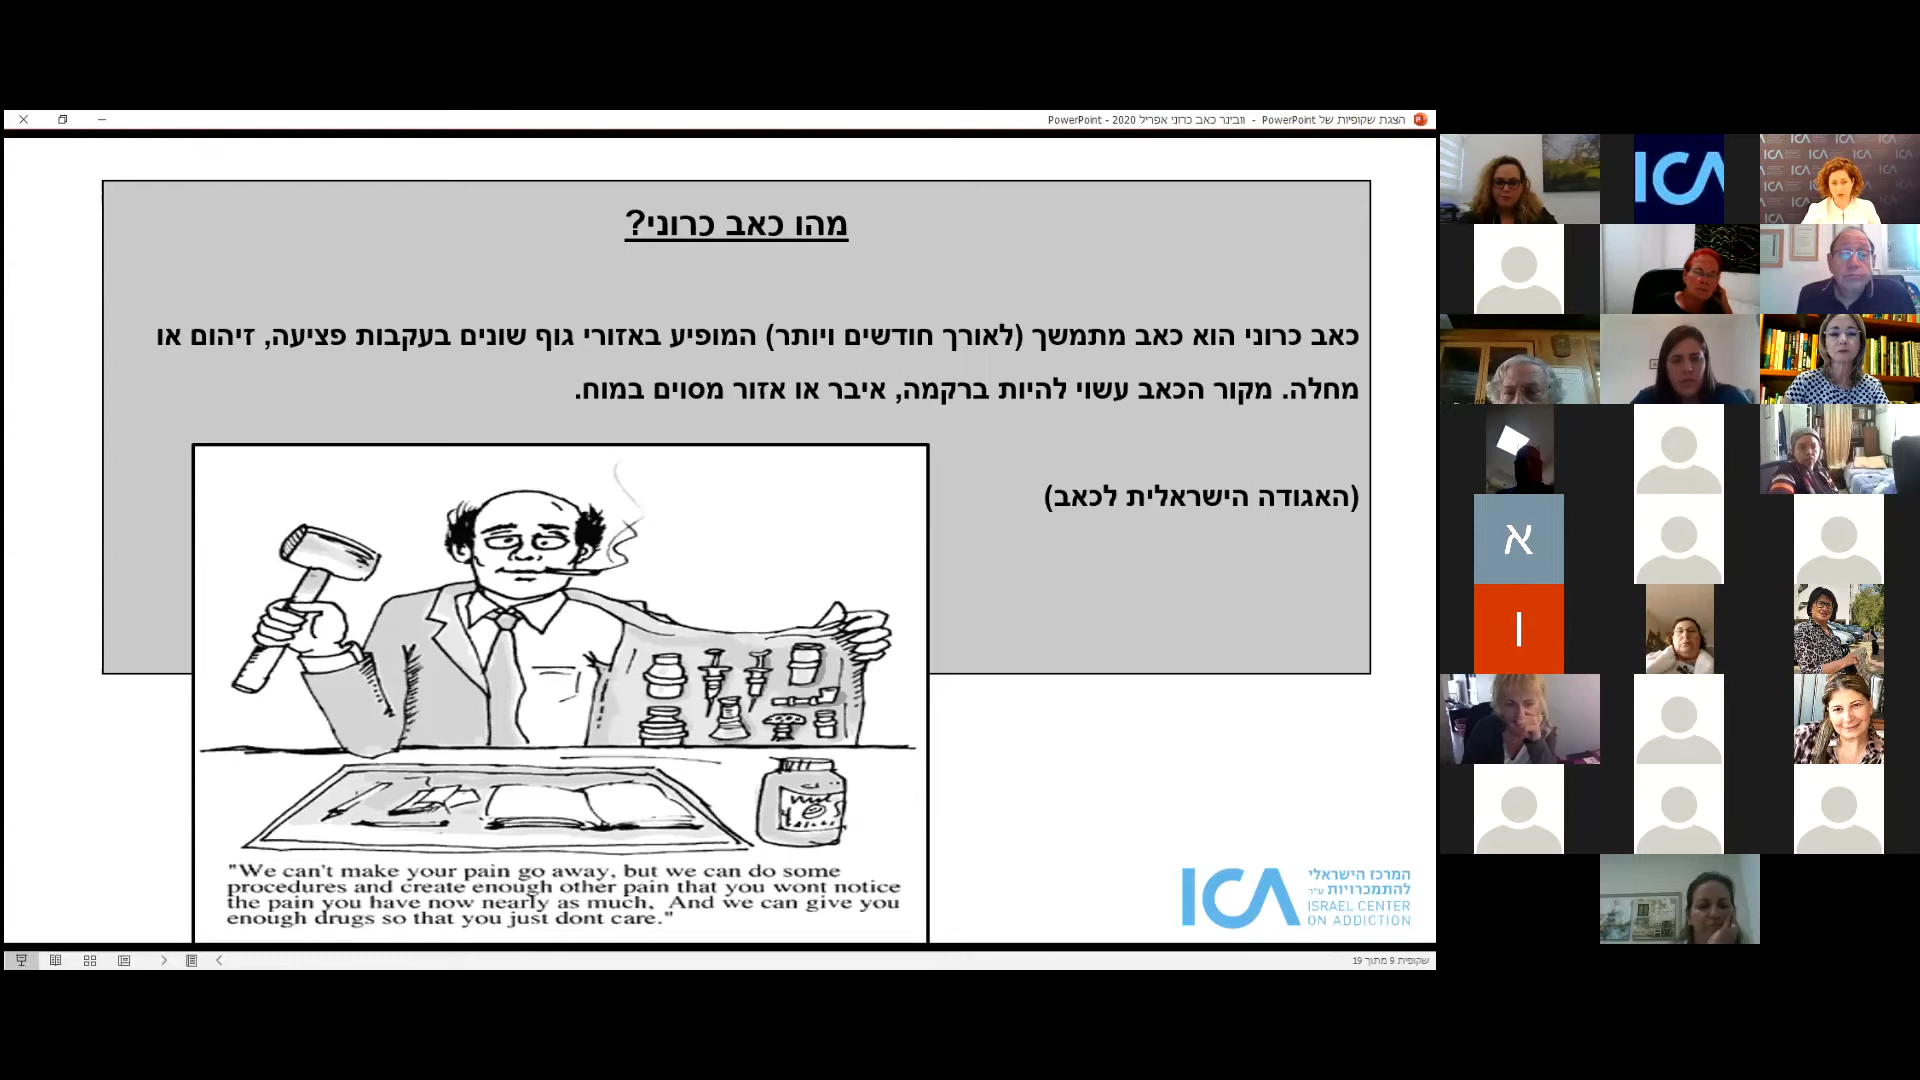 הצגת שקופיות של PowerPoint - וובינר כאב כרוני אפריל 2020 - PowerPoint
מהו כאב כרוני?
כאב כרוני הוא כאב מתמשך (לאורך חודשים ויותר) המופיע באזורי גוף שונים בעקבות פציעה, זיהום או
מחלה. מקור הכאב עשוי להיות ברקמה, איבר או אזור מסוים במוח.
(האגודה הישראלית לכאב)
"We can't make your pain go away, but we can do some
procedures and create enough other pain that you wont notice
the pain you have now nearly as much, And we can give you
enough drugs so that you just dont care."
ICA
המרכז הישראלי
להתמכרויות ע״ר
ISRAEL CENTER
ON ADDICTION
שקופית 9 מתוך 19
ICA
ICA
ICA
ICA
א
ו